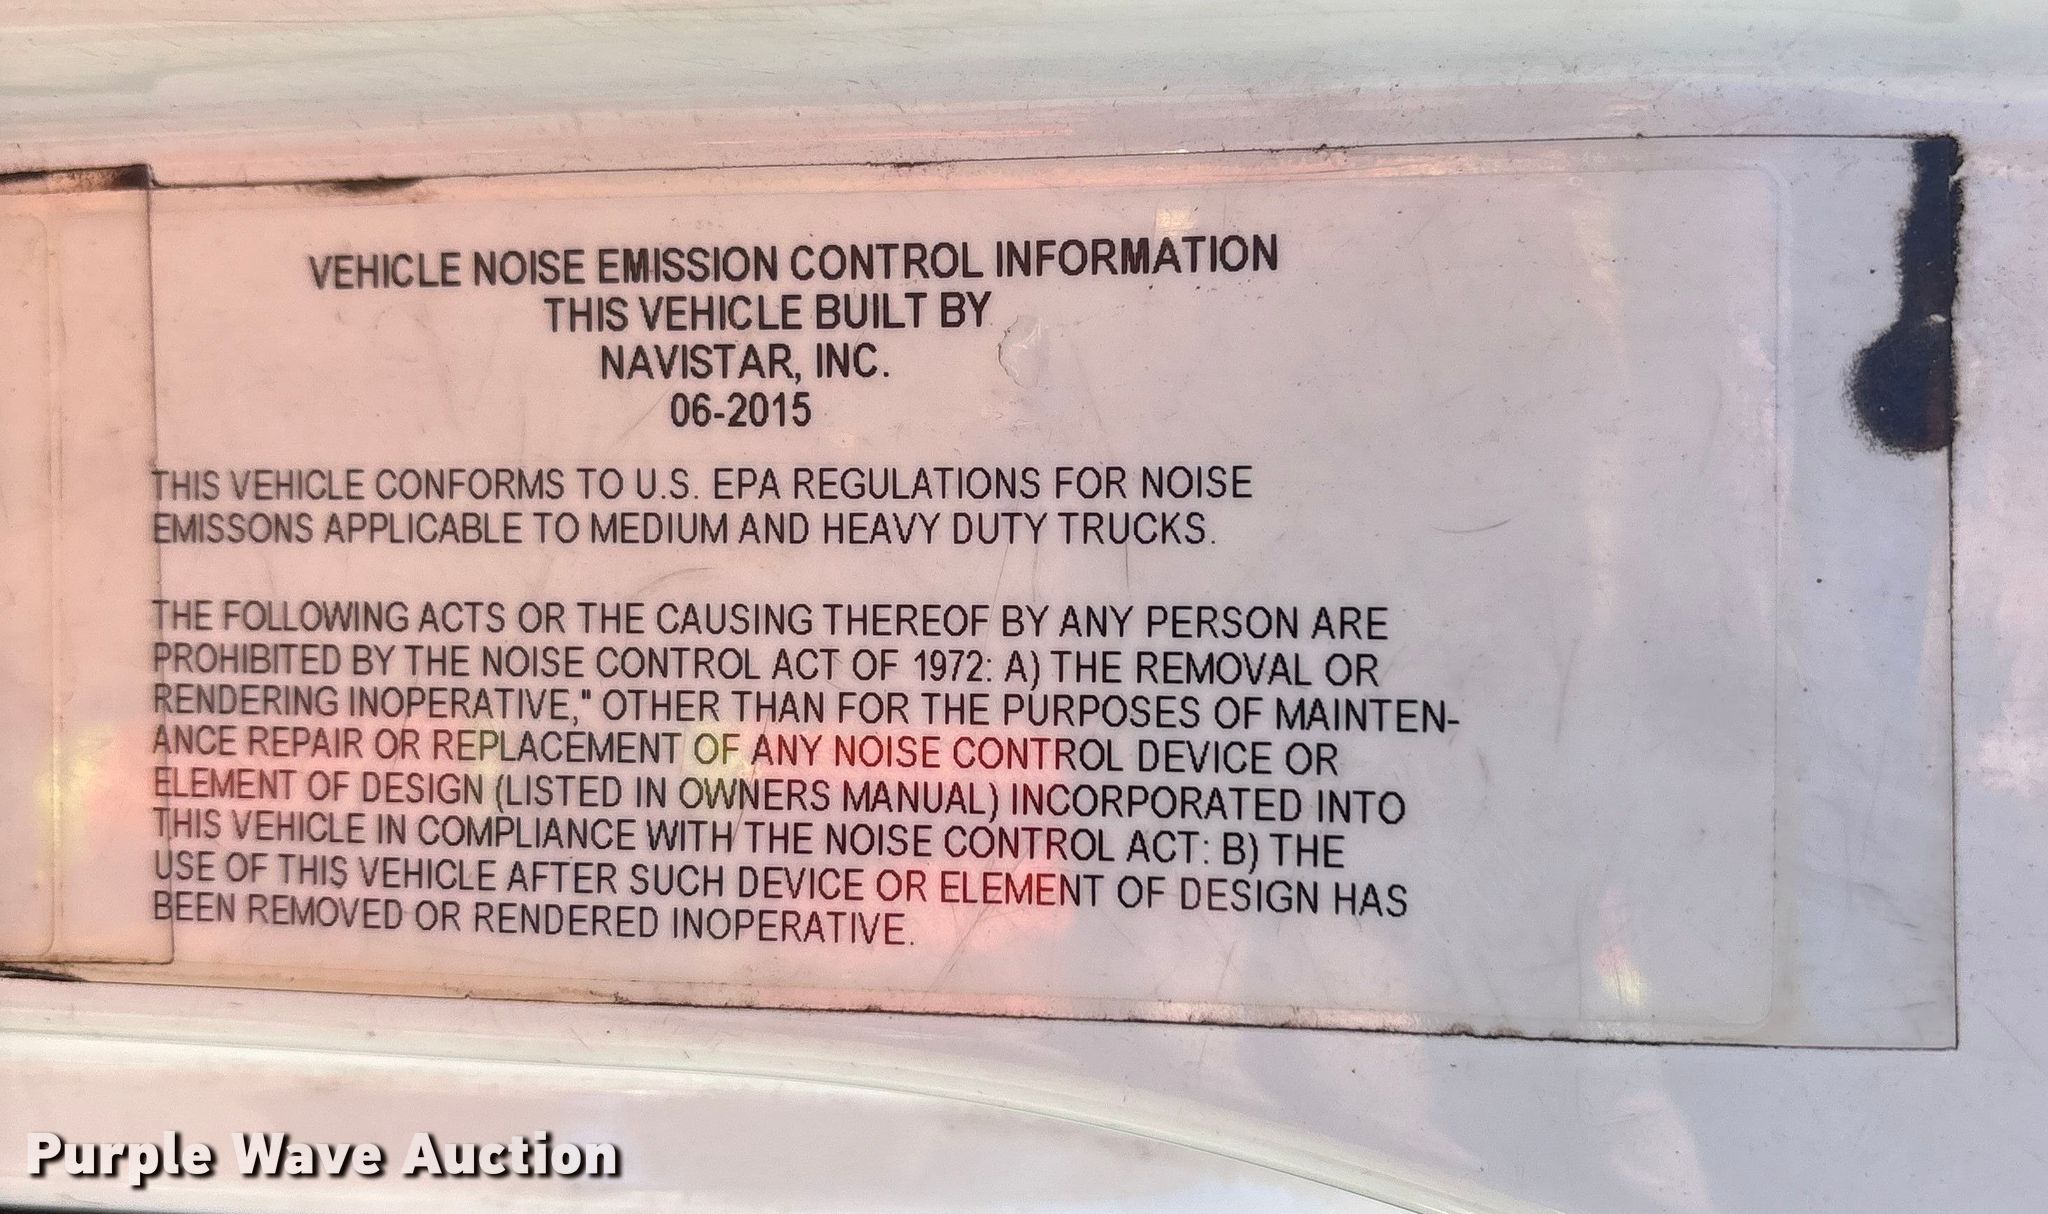 VEHICLE NOISE EMISSION CONTROL INFORMATION
THIS VEHICLE BUILT BY
NAVISTAR, INC.
06-2015
THIS VEHICLE CONFORMS TO U.S. EPA REGULATIONS FOR NOISE
EMISSONS APPLICABLE TO MEDIUM AND HEAVY DUTY TRUCKS.
THE FOLLOWING ACTS OR THE CAUSING THEREOF BY ANY PERSON ARE
PROHIBITED BY THE NOISE CONTROL ACT OF 1972: A) THE REMOVAL OR
RENDERING INOPERATIVE," OTHER THAN FOR THE PURPOSES OF MAINTEN-
ANCE REPAIR OR REPLACEMENT OF ANY NOISE CONTROL DEVICE OR
ELEMENT OF DESIGN (LISTED IN OWNERS MANUAL) INCORPORATED INTO
THIS VEHICLE IN COMPLIANCE WITH THE NOISE CONTROL ACT: B) THE
USE OF THIS VEHICLE AFTER SUCH DEVICE OR ELEMENT OF DESIGN HAS
BEEN REMOVED OR RENDERED INOPERATIVE.
Purple Wave Auction